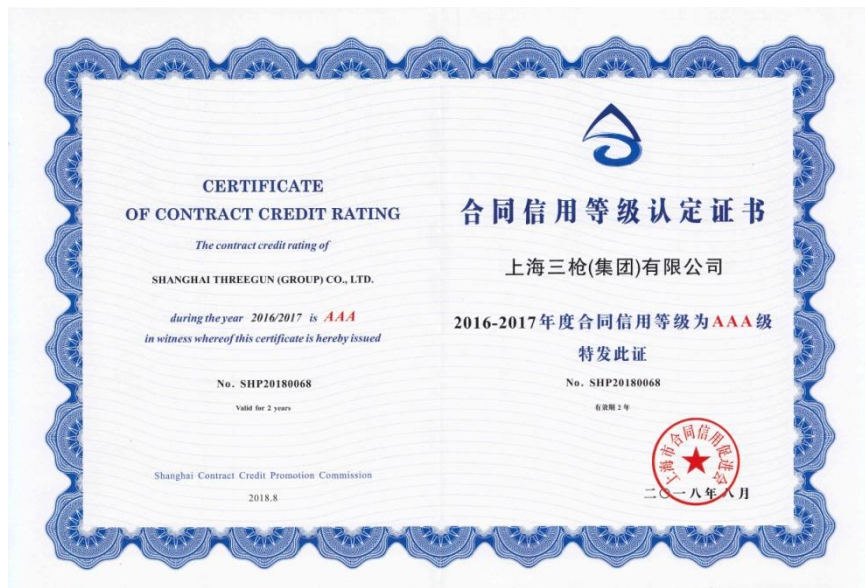 CERTIFICATE
OF CONTRACT CREDIT RATING
The contract credit rating of
SHANGHAI THREEGUN (GROUP) CO., LTD.
during the year 2016/2017 is AAA
in witness whereof this certificate is hereby issued
No. SHP20180068
Valid for 2 years
Shanghai Contract Credit Promotion Commission
2018.8
合同信用等级认定证书
上海三枪(集团)有限公司
2016-2017年度合同信用等级为AAA级
特发此证
No. SHP20180068
有效期 2 年
上海市合同信用促进会
二〇一八年八月